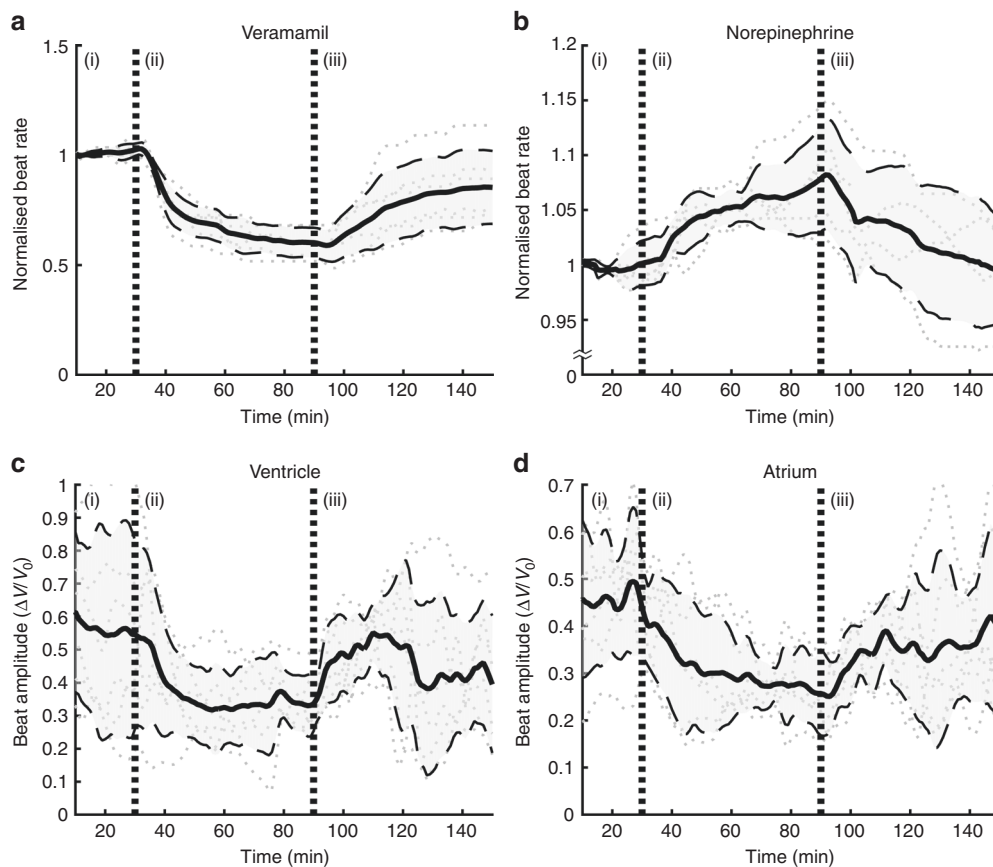 a
Veramamil
1.5
(i)
(ii)
(iii)
1
0.5
0
Normalised beat rate
20 40 60 80 100 120 140
Time (min)
b
Norepinephrine
1.2
(i)
(ii)
(iii)
1.15
1.1
1.05
1
0.95
0
Normalised beat rate
20 40 60 80 100 120 140
Time (min)
c
Ventricle
1
(i)
(ii)
(iii)
0.9
0.8
0.7
0.6
0.5
0.4
0.3
0.2
0.1
0
Beat amplitude (ΔV/V₀)
20 40 60 80 100 120 140
Time (min)
d
Atrium
0.7
(i)
(ii)
(iii)
0.6
0.5
0.4
0.3
0.2
0.1
0
Beat amplitude (ΔV/V₀)
20 40 60 80 100 120 140
Time (min)